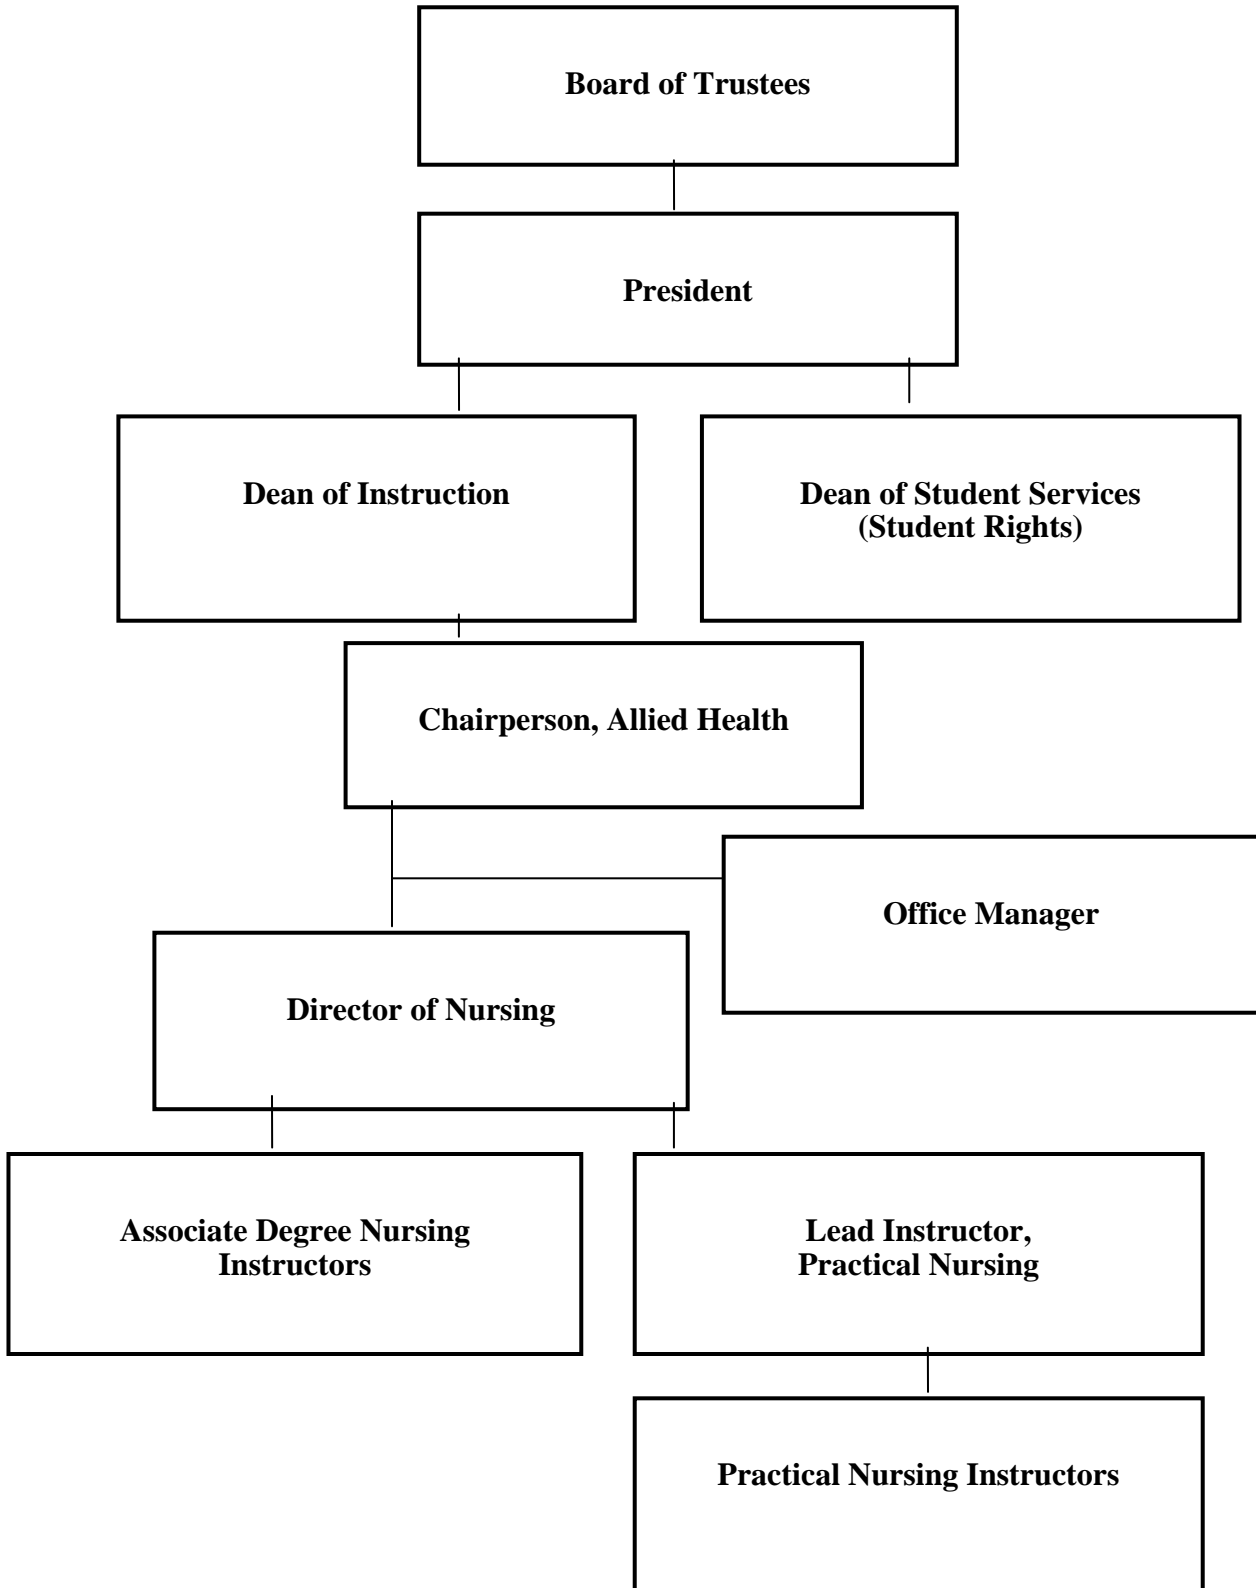 Board of Trustees
President
Dean of Instruction
Dean of Student Services
(Student Rights)
Chairperson, Allied Health
Office Manager
Director of Nursing
Associate Degree Nursing
Instructors
Lead Instructor,
Practical Nursing
Practical Nursing Instructors